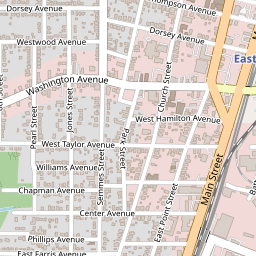 Thompson Avenue
Dorsey Avenue
Westwood Avenue
Dorsey Avenue
East
Washington Avenue
Church Street
Jones Street
Pearl Street
West Hamilton Avenue
Park Street
West Taylor Avenue
Williams Avenue
Semmes Street
Chapman Avenue
Main Street
East Point Street
Center Avenue
Phillips Avenue
East Farris Avenue